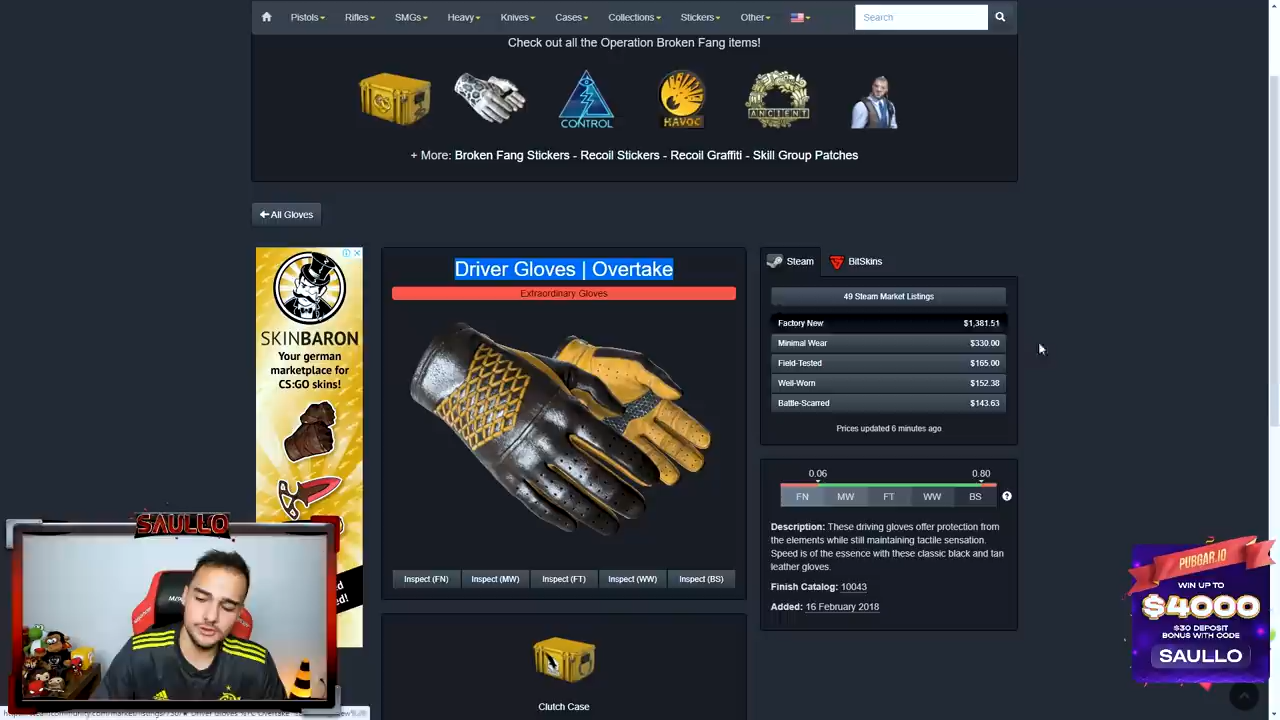 Pistols Rifles SMGs Heavy Knives Cases Collections Stickers Other Search
Check out all the Operation Broken Fang items!
CONTROL
HAVOC
ANCIENT
+ More: Broken Fang Stickers - Recoil Stickers - Recoil Graffiti - Skill Group Patches
All Gloves
SKINBARON
Your german
marketplace for
CS:GO skins!
Driver Gloves | Overtake
Extraordinary Gloves
Inspect (FN) Inspect (MW) Inspect (FT) Inspect (WW) Inspect (BS)
Clutch Case
Steam BitSkins
49 Steam Market Listings
Factory New $1,381.51
Minimal Wear $330.00
Field-Tested $165.00
Well-Worn $152.38
Battle-Scarred $143.63
Prices updated 6 minutes ago
0.06 0.80
FN MW FT WW BS
Description: These driving gloves offer protection from
the elements while still maintaining tactile sensation.
Speed is of the essence with these classic black and tan
leather gloves.
Finish Catalog: 10043
Added: 16 February 2018
SAULLO
PUBGAR.IO
WIN UP TO
$4000
$30 DEPOSIT
BONUS WITH CODE
SAULLO